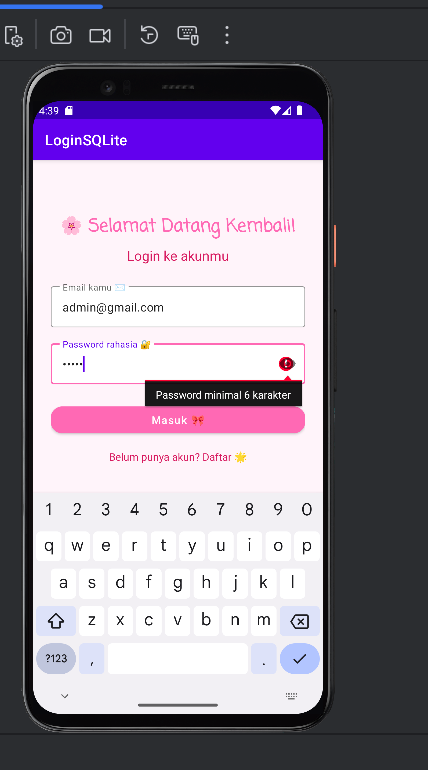 4:39
LoginSQLite
🌸 Selamat Datang Kembali!
Login ke akunmu
Email kamu ✉️
admin@gmail.com
Password rahasia 🔐
•••••
Password minimal 6 karakter
Masuk 🎀
Belum punya akun? Daftar 🌟
1 2 3 4 5 6 7 8 9 0
q w e r t y u i o p
a s d f g h j k l
z x c v b n m
?123 , .